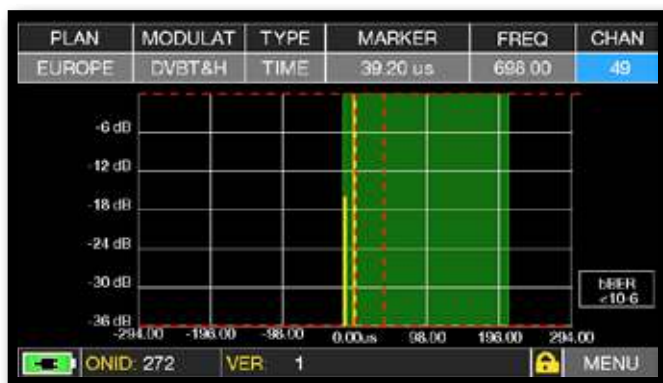 PLAN MODULAT TYPE MARKER FREQ CHAN
EUROPE DVBT&H TIME 39.20 us 698.00 49
-6 dB
-12 dB
-18 dB
-24 dB
-30 dB
-36 dB
bBER
<10-6
-294.00 -196.00 -98.00 0.00us 98.00 196.00 294.00
ONID: 272 VER: 1 MENU